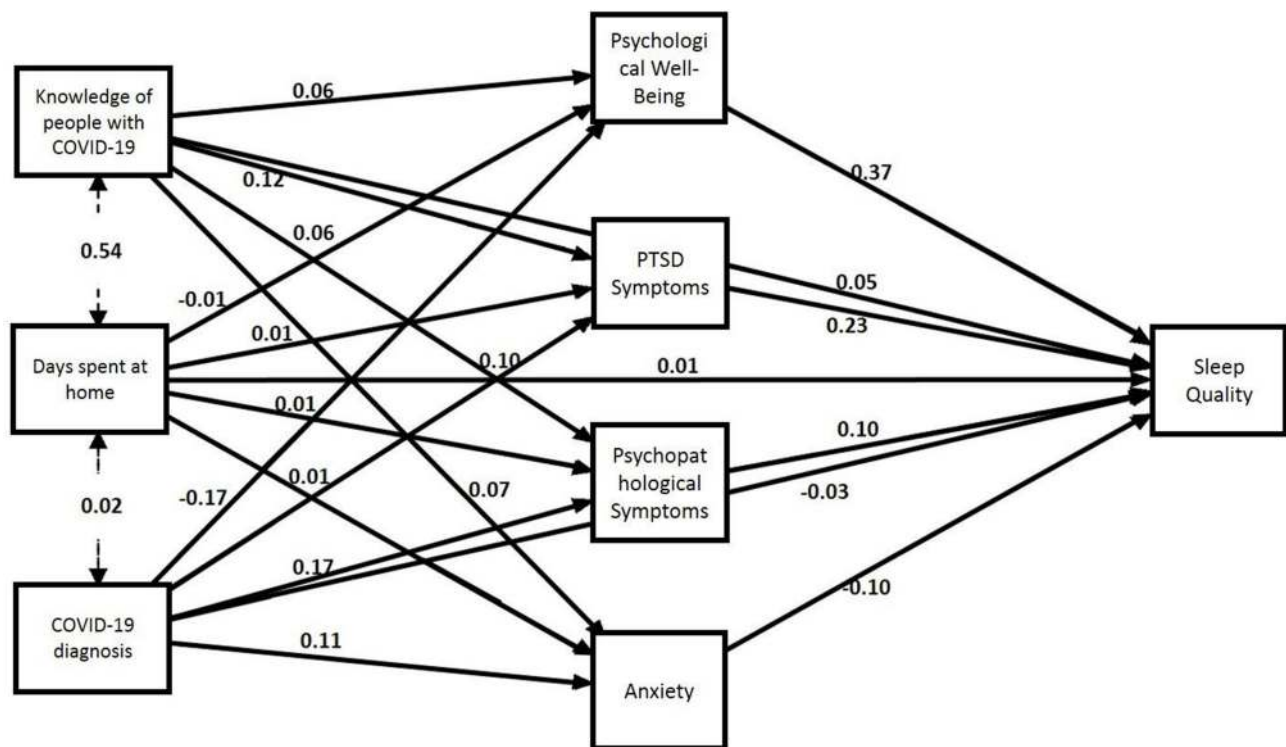 Psychologi
cal Well-
Being
Knowledge of
people with
COVID-19
0.06
0.12
0.37
0.06
0.54
PTSD
Symptoms
0.05
-0.01
0.01
0.23
Days spent at
home
0.10
0.01
Sleep
Quality
0.01
0.10
Psychopat
hological
Symptoms
0.01
0.07
-0.03
-0.17
0.02
0.17
-0.10
COVID-19
diagnosis
0.11
Anxiety